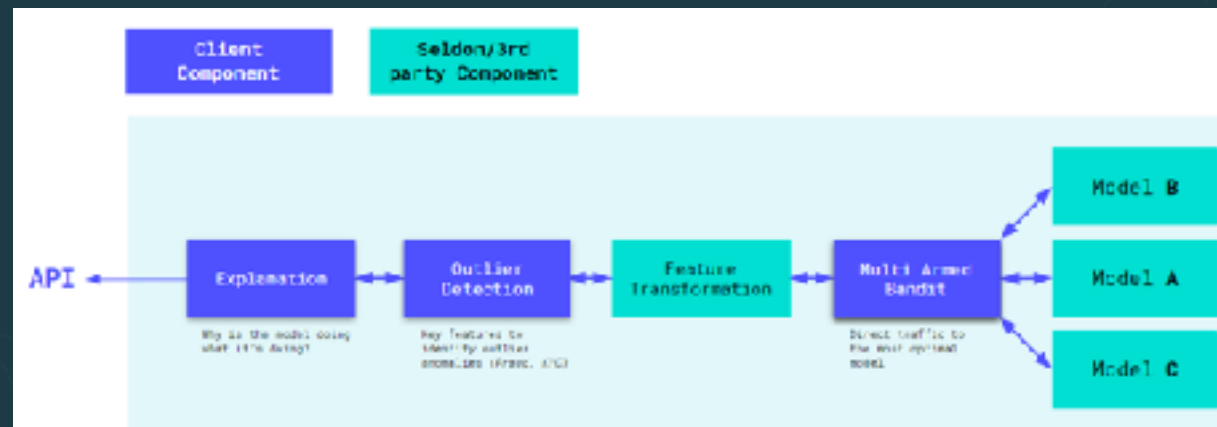 Client
Component
Seldon/3rd
party Component
Model B
API
Explanation
Outlier
Detection
Feature
Transformation
Multi Armed
Bandit
Model A
Why is the model doing
what it's doing?
Key features to
identify outlier
anomalies
Direct traffic to
the most optimal
model
Model C